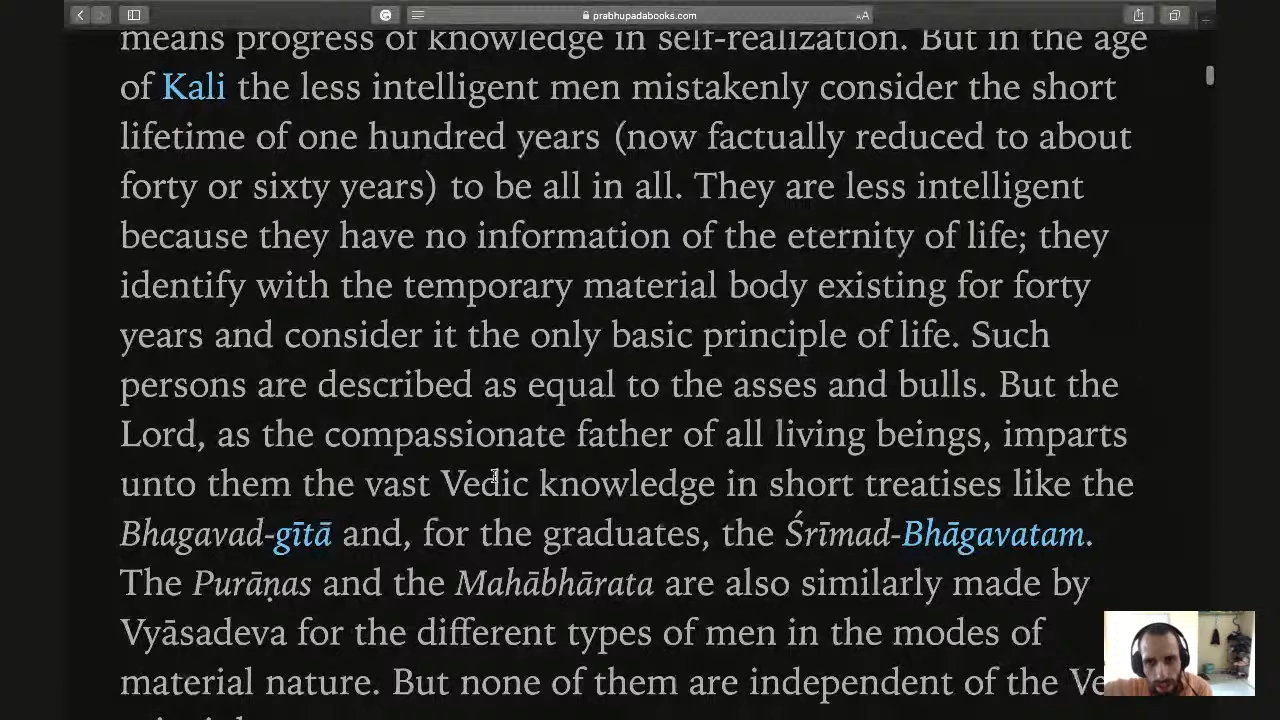 prabhupadabooks.com
means progress of knowledge in self-realization. But in the age
of Kali the less intelligent men mistakenly consider the short
lifetime of one hundred years (now factually reduced to about
forty or sixty years) to be all in all. They are less intelligent
because they have no information of the eternity of life; they
identify with the temporary material body existing for forty
years and consider it the only basic principle of life. Such
persons are described as equal to the asses and bulls. But the
Lord, as the compassionate father of all living beings, imparts
unto them the vast Vedic knowledge in short treatises like the
Bhagavad-gītā and, for the graduates, the Śrīmad-Bhāgavatam.
The Purāṇas and the Mahābhārata are also similarly made by
Vyāsadeva for the different types of men in the modes of
material nature. But none of them are independent of the